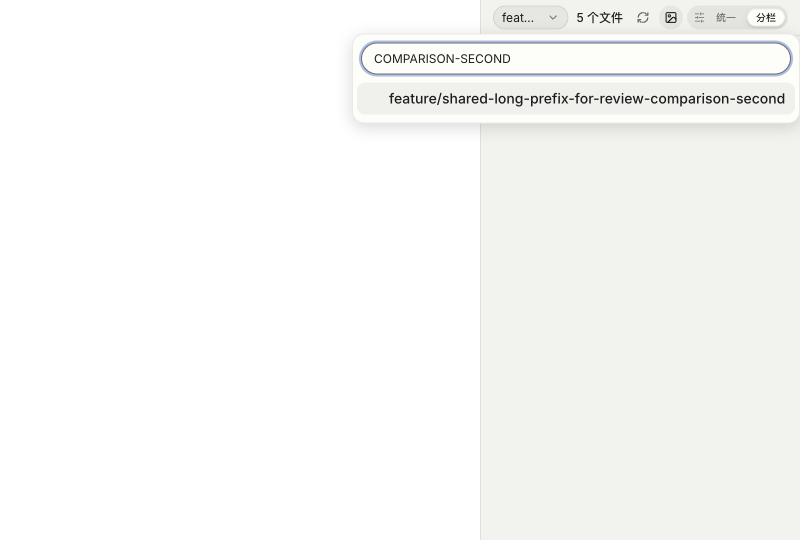 feat...
5 个文件
统一
分栏
COMPARISON-SECOND
feature/shared-long-prefix-for-review-comparison-second